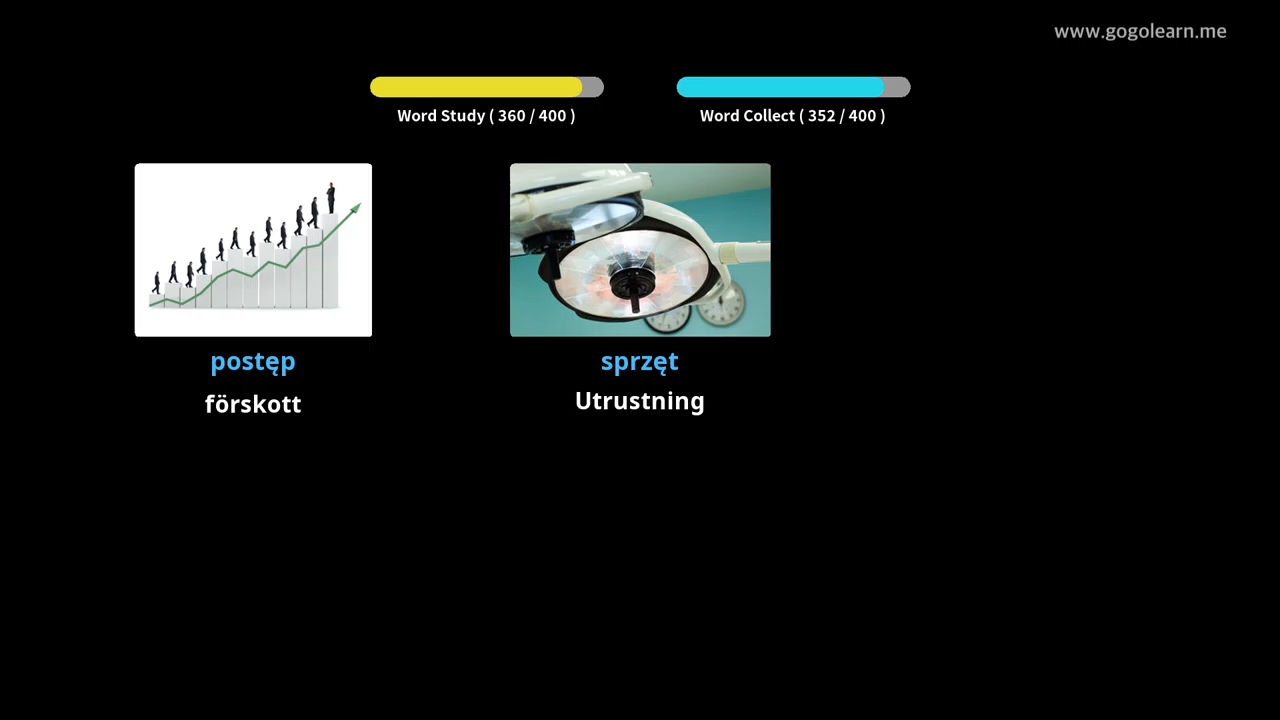 www.gogolearn.me
Word Study ( 360 / 400 )
Word Collect ( 352 / 400 )
postęp
förskott
sprzęt
Utrustning